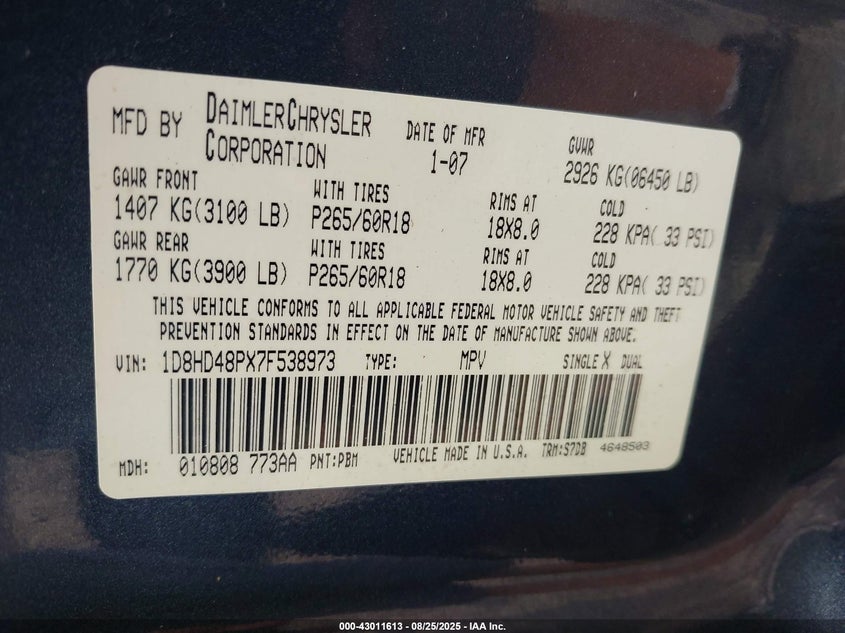 MFD BY DAIMLERCHRYSLER CORPORATION DATE OF MFR 1-07 GVWR 2926 KG(06450 LB)
GAWR FRONT WITH TIRES RIMS AT COLD
1407 KG(3100 LB) P265/60R18 18X8.0 228 KPA( 33 PSI)
GAWR REAR WITH TIRES RIMS AT COLD
1770 KG(3900 LB) P265/60R18 18X8.0 228 KPA( 33 PSI)
THIS VEHICLE CONFORMS TO ALL APPLICABLE FEDERAL MOTOR VEHICLE SAFETY AND THEFT
PREVENTION STANDARDS IN EFFECT ON THE DATE OF MANUFACTURE SHOWN ABOVE.
VIN: 1D8HD48PX7F538973 TYPE: MPV SINGLE X DUAL
MDH: 010808 773AA PNT:PBM VEHICLE MADE IN U.S.A. TRM:S7DB 4648503
000-43011613 - 08/25/2025 - IAA Inc.